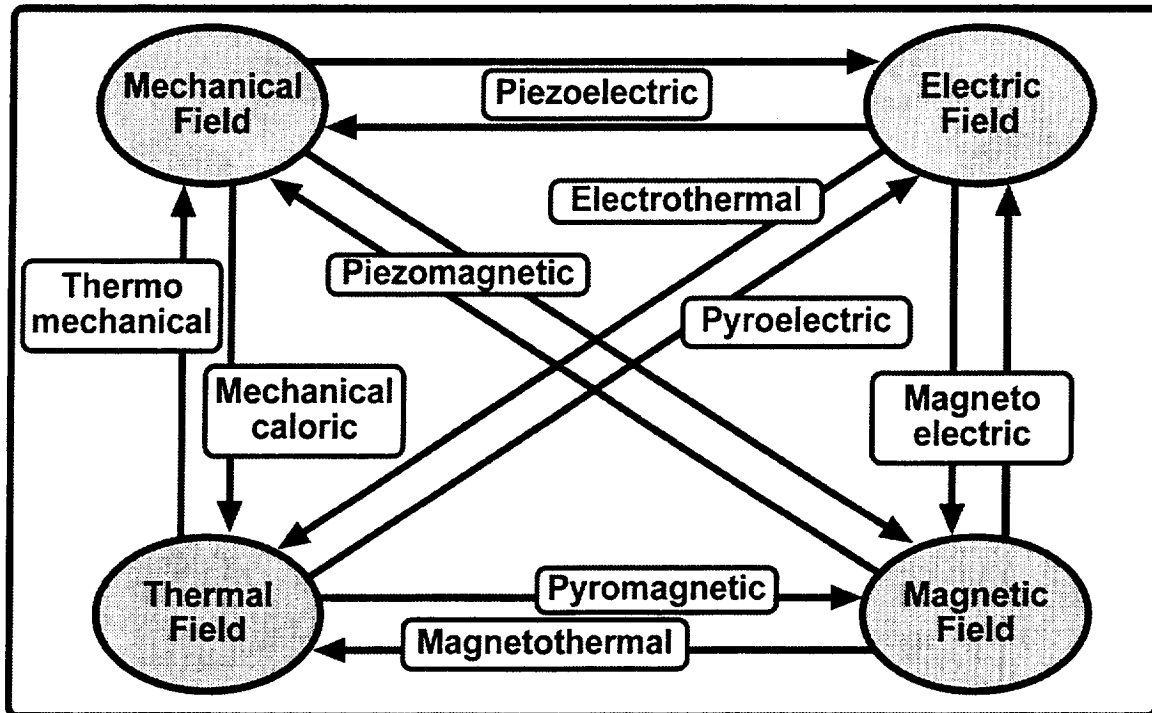 Mechanical
Field
Electric
Field
Piezoelectric
Electrothermal
Piezomagnetic
Thermo
mechanical
Pyroelectric
Mechanical
caloric
Magneto
electric
Thermal
Field
Pyromagnetic
Magnetic
Field
Magnetothermal